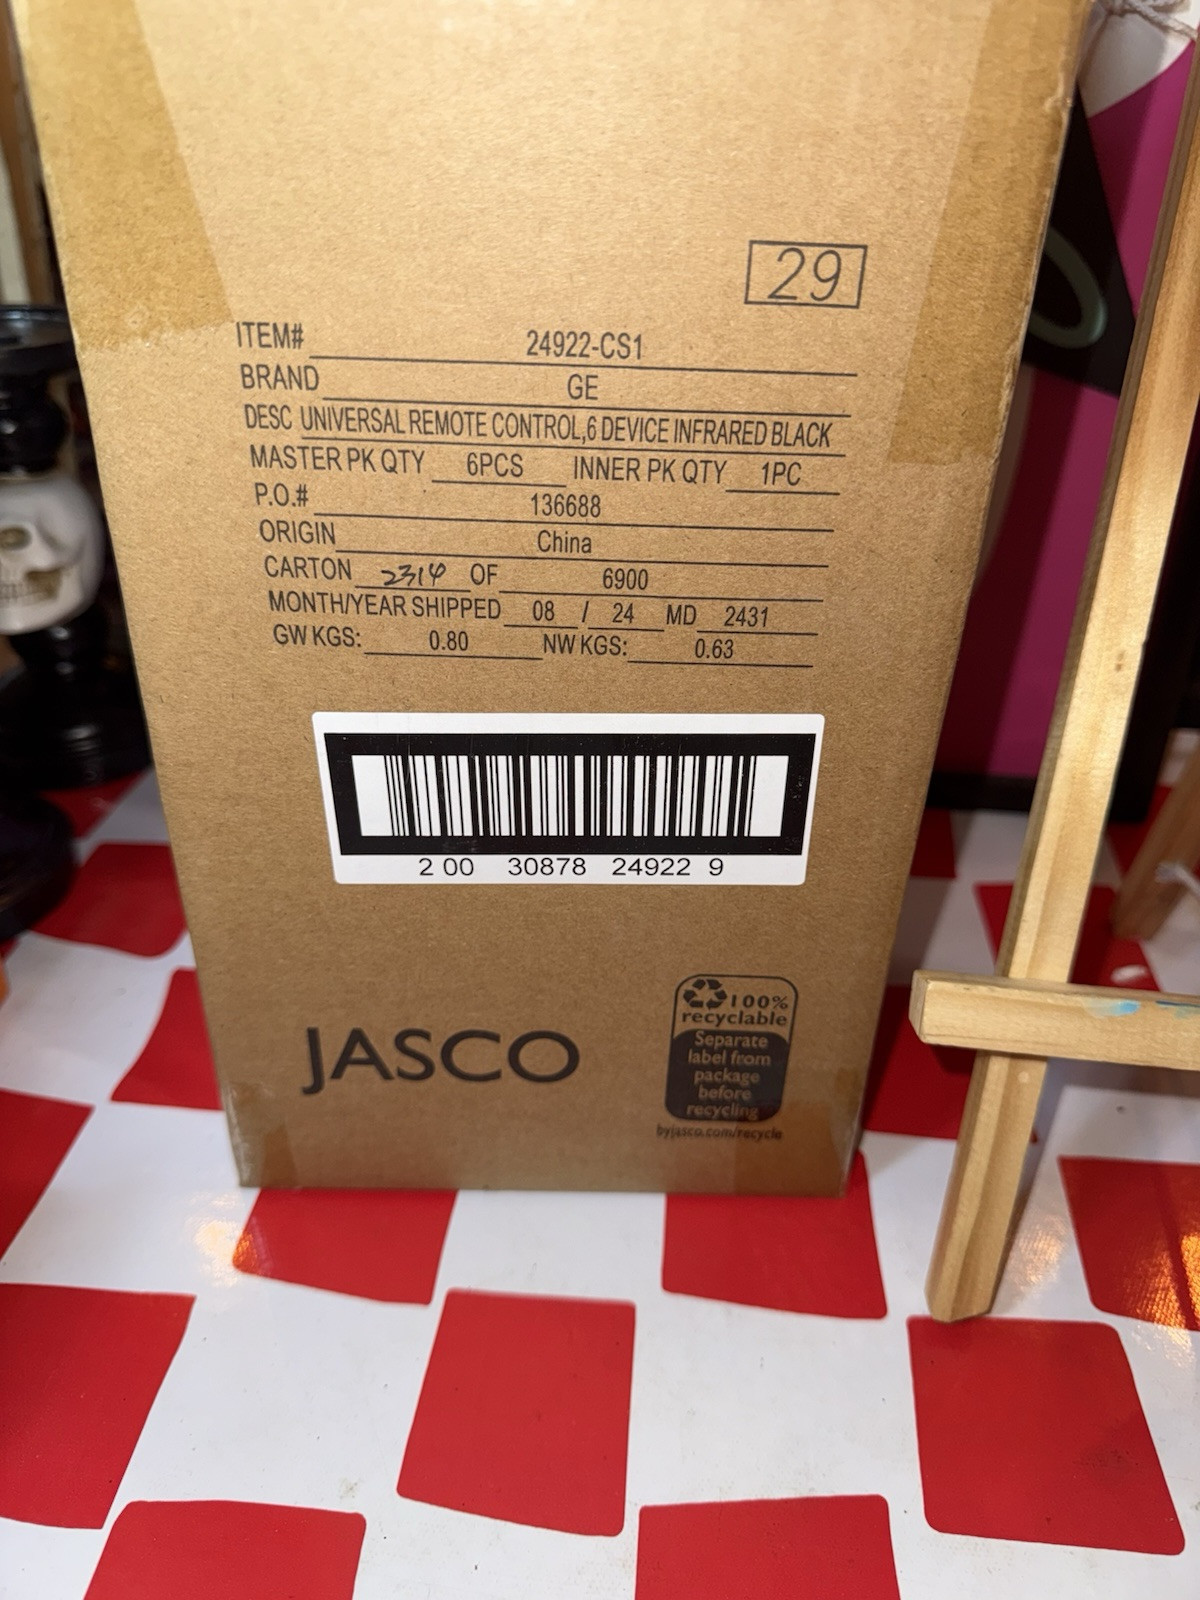 29
ITEM# 24922-CS1
BRAND GE
DESC UNIVERSAL REMOTE CONTROL,6 DEVICE INFRARED BLACK
MASTER PK QTY 6PCS INNER PK QTY 1PC
P.O.# 136688
ORIGIN China
CARTON 2314 OF 6900
MONTH/YEAR SHIPPED 08 / 24 MD 2431
GW KGS: 0.80 NW KGS: 0.63
2 00 30878 24922 9
JASCO
100%
recyclable
Separate
label from
package
before
recycling
byjasco.com/recycle